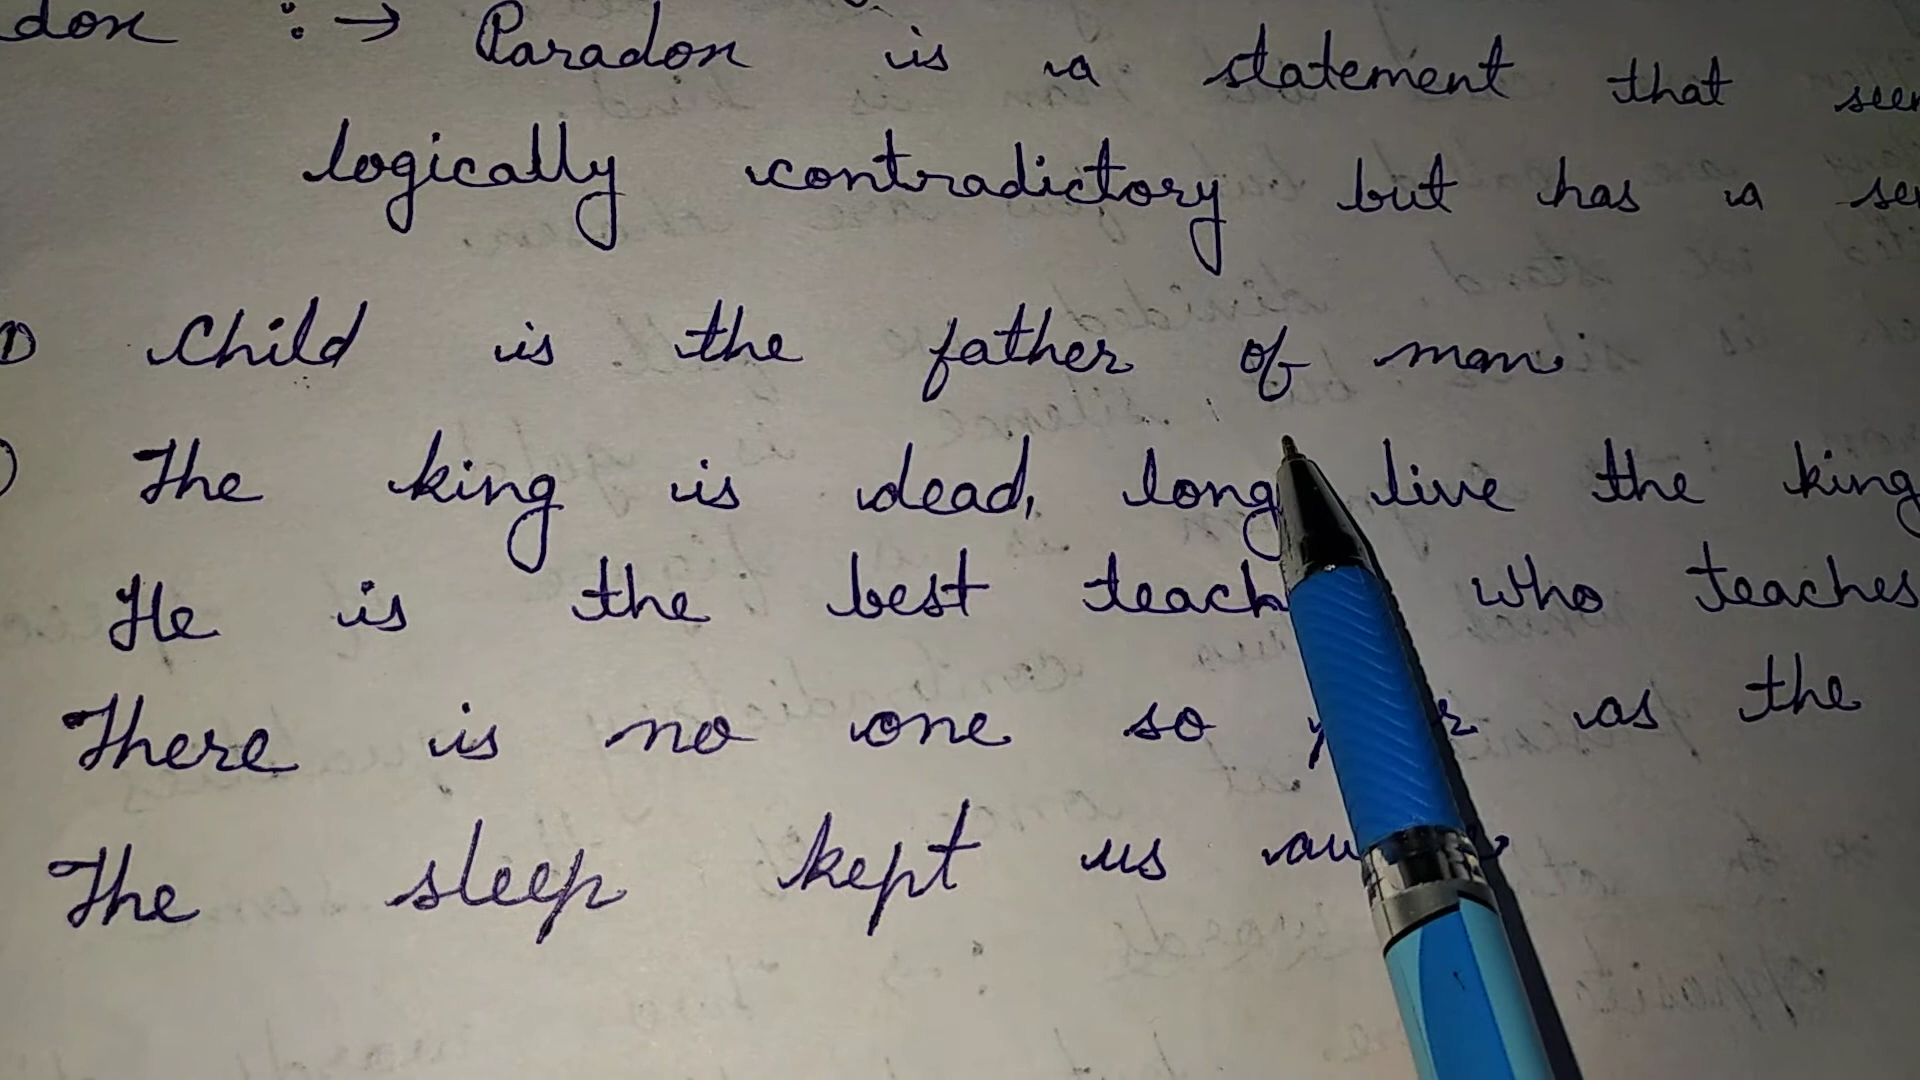 dox :→ Paradox is a statement that
logically contradictory but has a
① Child is the father of man.
The king is dead, long live the king
He is the best teach who teaches
There is no one so as the
The sleep kept us